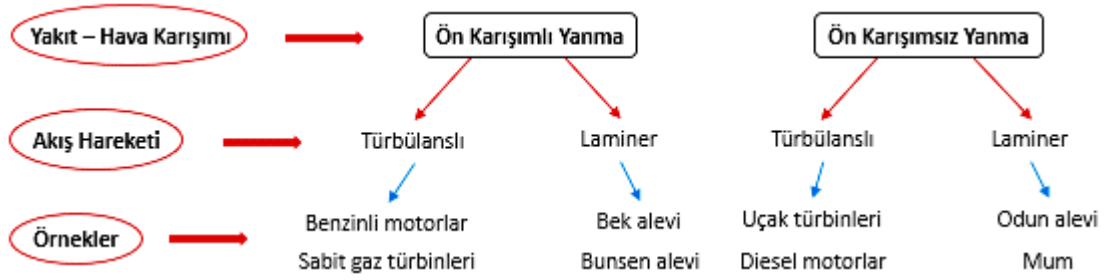 Yakıt – Hava Karışımı
Ön Karışımlı Yanma
Ön Karışımsız Yanma
Akış Hareketi
Türbülanslı
Laminer
Türbülanslı
Laminer
Örnekler
Benzinli motorlar
Bek alevi
Uçak türbinleri
Odun alevi
Sabit gaz türbinleri
Bunsen alevi
Diesel motorlar
Mum